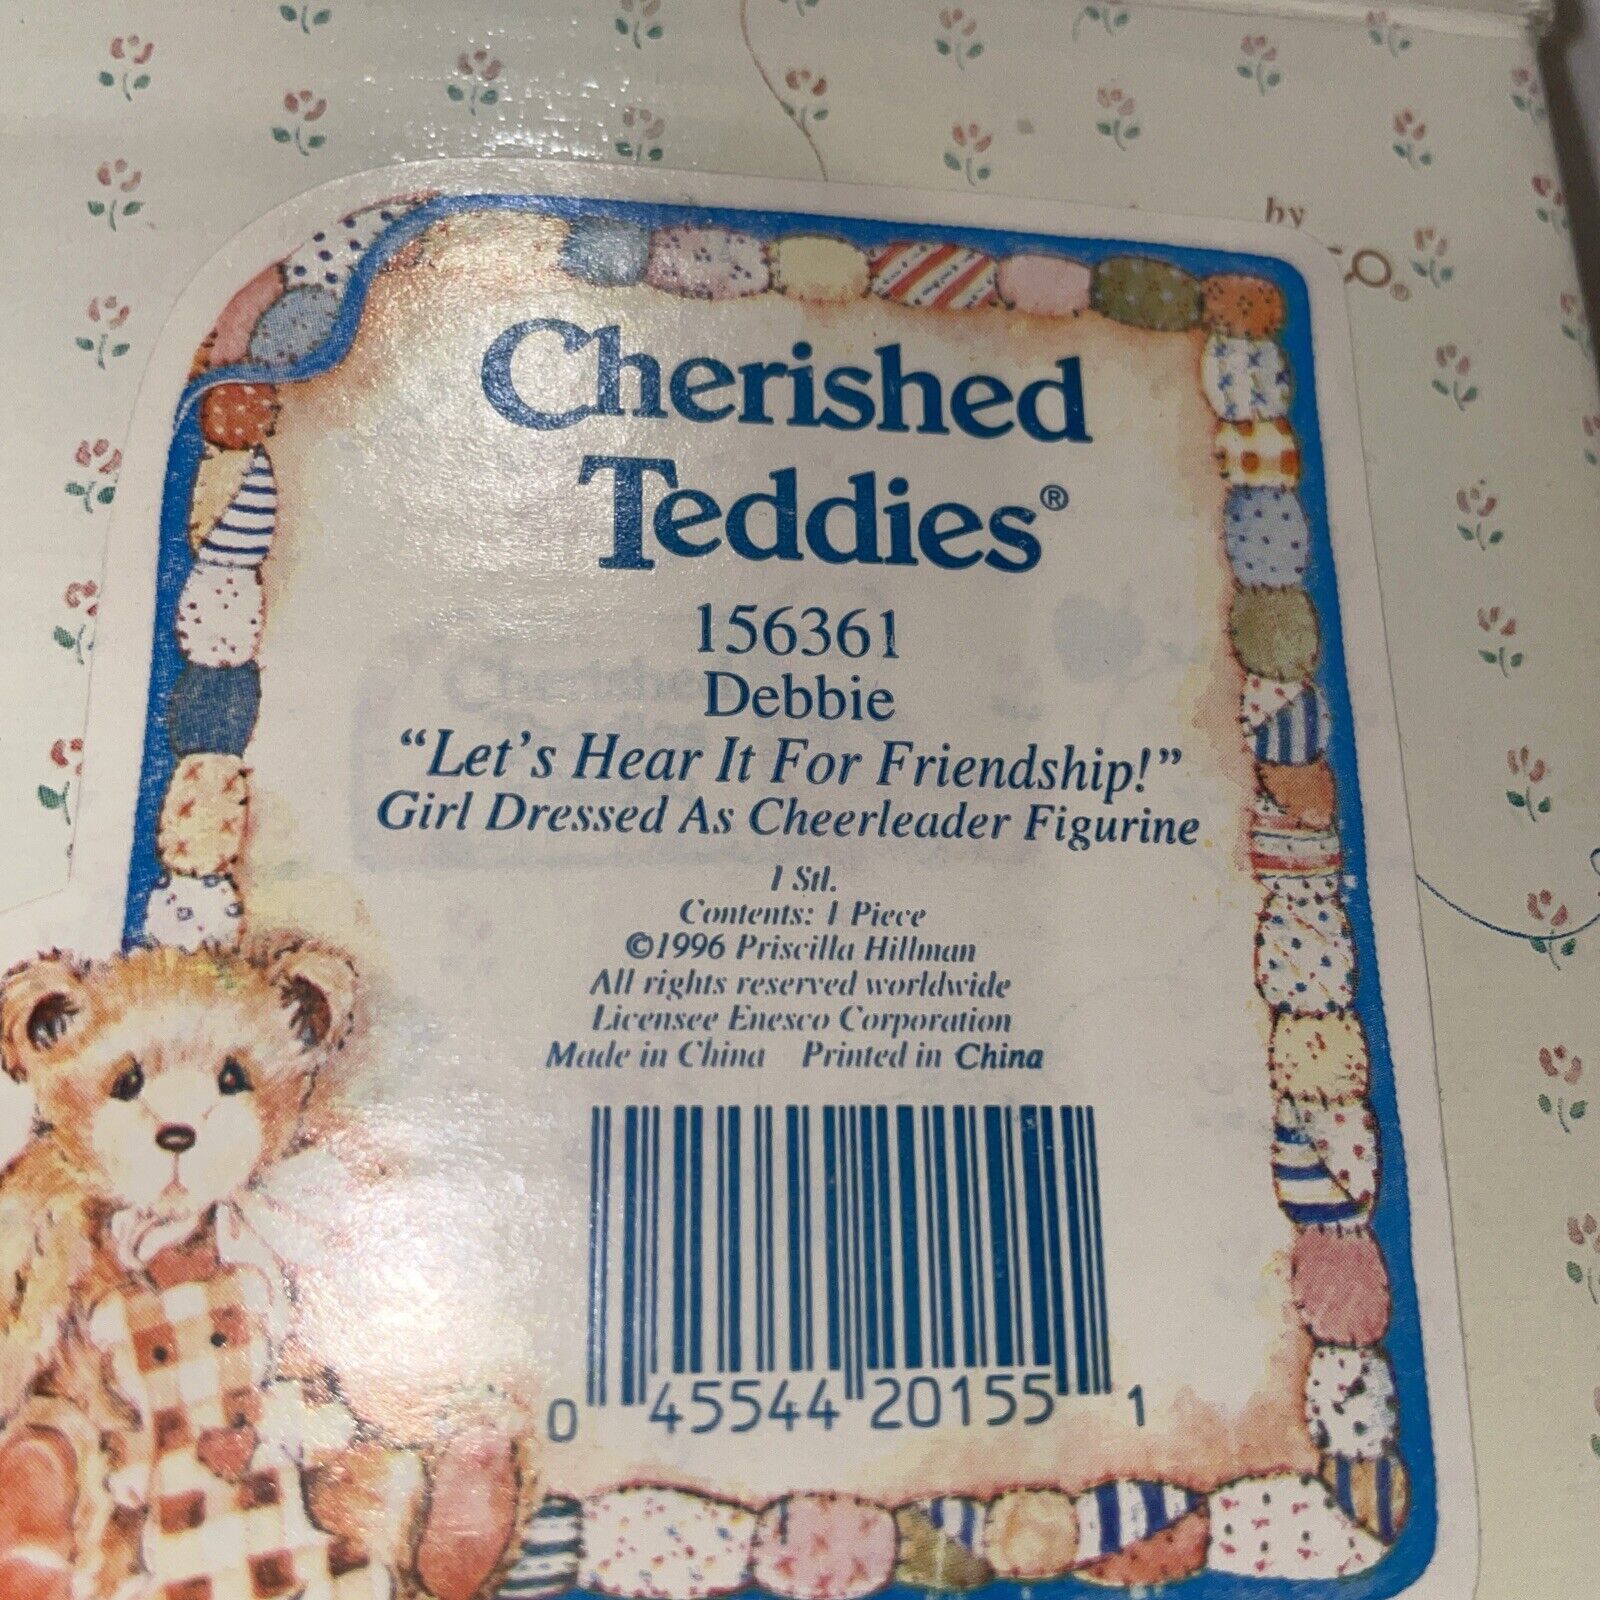 by
O®
Cherished
Teddies®
156361
Debbie
“Let’s Hear It For Friendship!”
Girl Dressed As Cheerleader Figurine
1 Stl.
Contents: 1 Piece
©1996 Priscilla Hillman
All rights reserved worldwide
Licensee Enesco Corporation
Made in China Printed in China
0 45544 20155 1